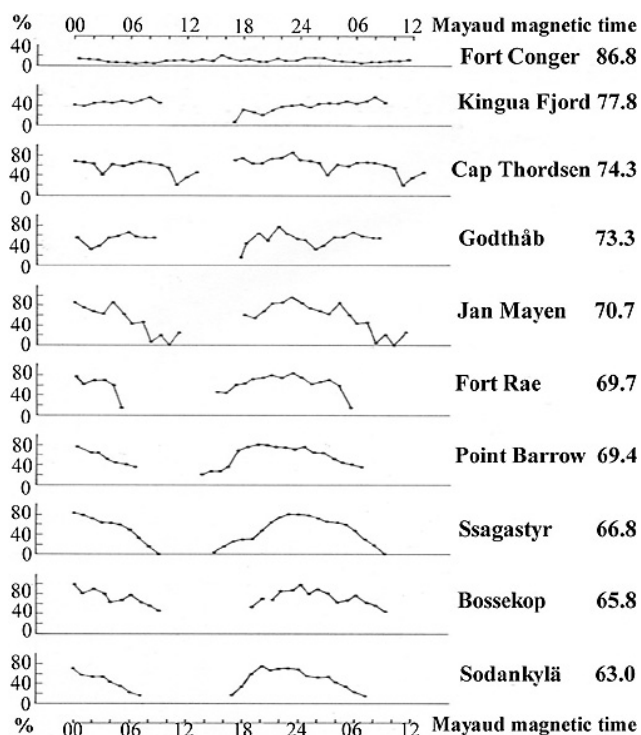 % 00 06 12 18 24 06 12 Mayaud magnetic time
40
0
Fort Conger 86.8
40
0
Kingua Fjord 77.8
80
40
0
Cap Thordsen 74.3
80
40
0
Godthåb 73.3
80
40
0
Jan Mayen 70.7
80
40
0
Fort Rae 69.7
80
40
0
Point Barrow 69.4
80
40
0
Ssagastyr 66.8
80
40
0
Bossekop 65.8
80
40
0
Sodankylä 63.0
% 00 06 12 18 24 06 12 Mayaud magnetic time